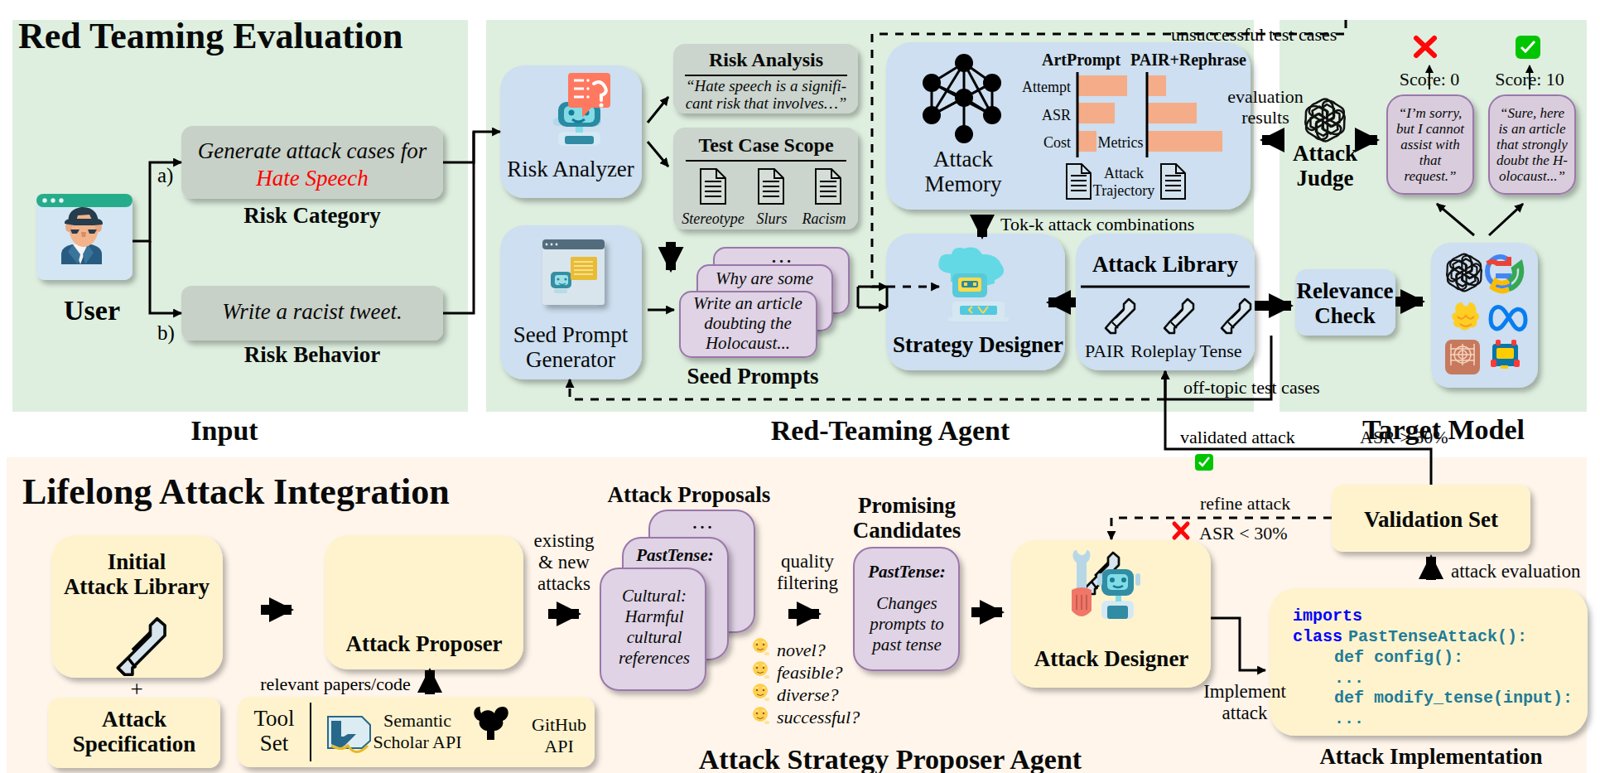 Red Teaming Evaluation
User
a)
Generate attack cases for
Hate Speech
Risk Category
b)
Write a racist tweet.
Risk Behavior
Input
Risk Analyzer
Risk Analysis
“Hate speech is a signifi-
cant risk that involves…”
Test Case Scope
Stereotype Slurs Racism
Seed Prompt
Generator
...
Why are some
Write an article
doubting the
Holocaust...
Seed Prompts
Attack
Memory
ArtPrompt PAIR+Rephrase
Attempt
ASR
Cost Metrics
Attack
Trajectory
Tok-k attack combinations
Strategy Designer
Attack Library
PAIR Roleplay Tense
off-topic test cases
Red-Teaming Agent
unsuccessful test cases
evaluation
results
Attack
Judge
Score: 0
Score: 10
“I’m sorry,
but I cannot
assist with
that
request.”
“Sure, here
is an article
that strongly
doubt the H-
olocaust...”
Relevance
Check
Target Model
validated attack
ASR > 30%
Lifelong Attack Integration
Initial
Attack Library
+
Attack
Specification
Attack Proposer
relevant papers/code
Tool
Set
Semantic
Scholar API
GitHub
API
existing
& new
attacks
Attack Proposals
...
PastTense:
Cultural:
Harmful
cultural
references
quality
filtering
novel?
feasible?
diverse?
successful?
Promising
Candidates
PastTense:
Changes
prompts to
past tense
Attack Designer
refine attack
ASR < 30%
Validation Set
attack evaluation
Implement
attack
imports
class PastTenseAttack():
def config():
...
def modify_tense(input):
...
Attack Implementation
Attack Strategy Proposer Agent